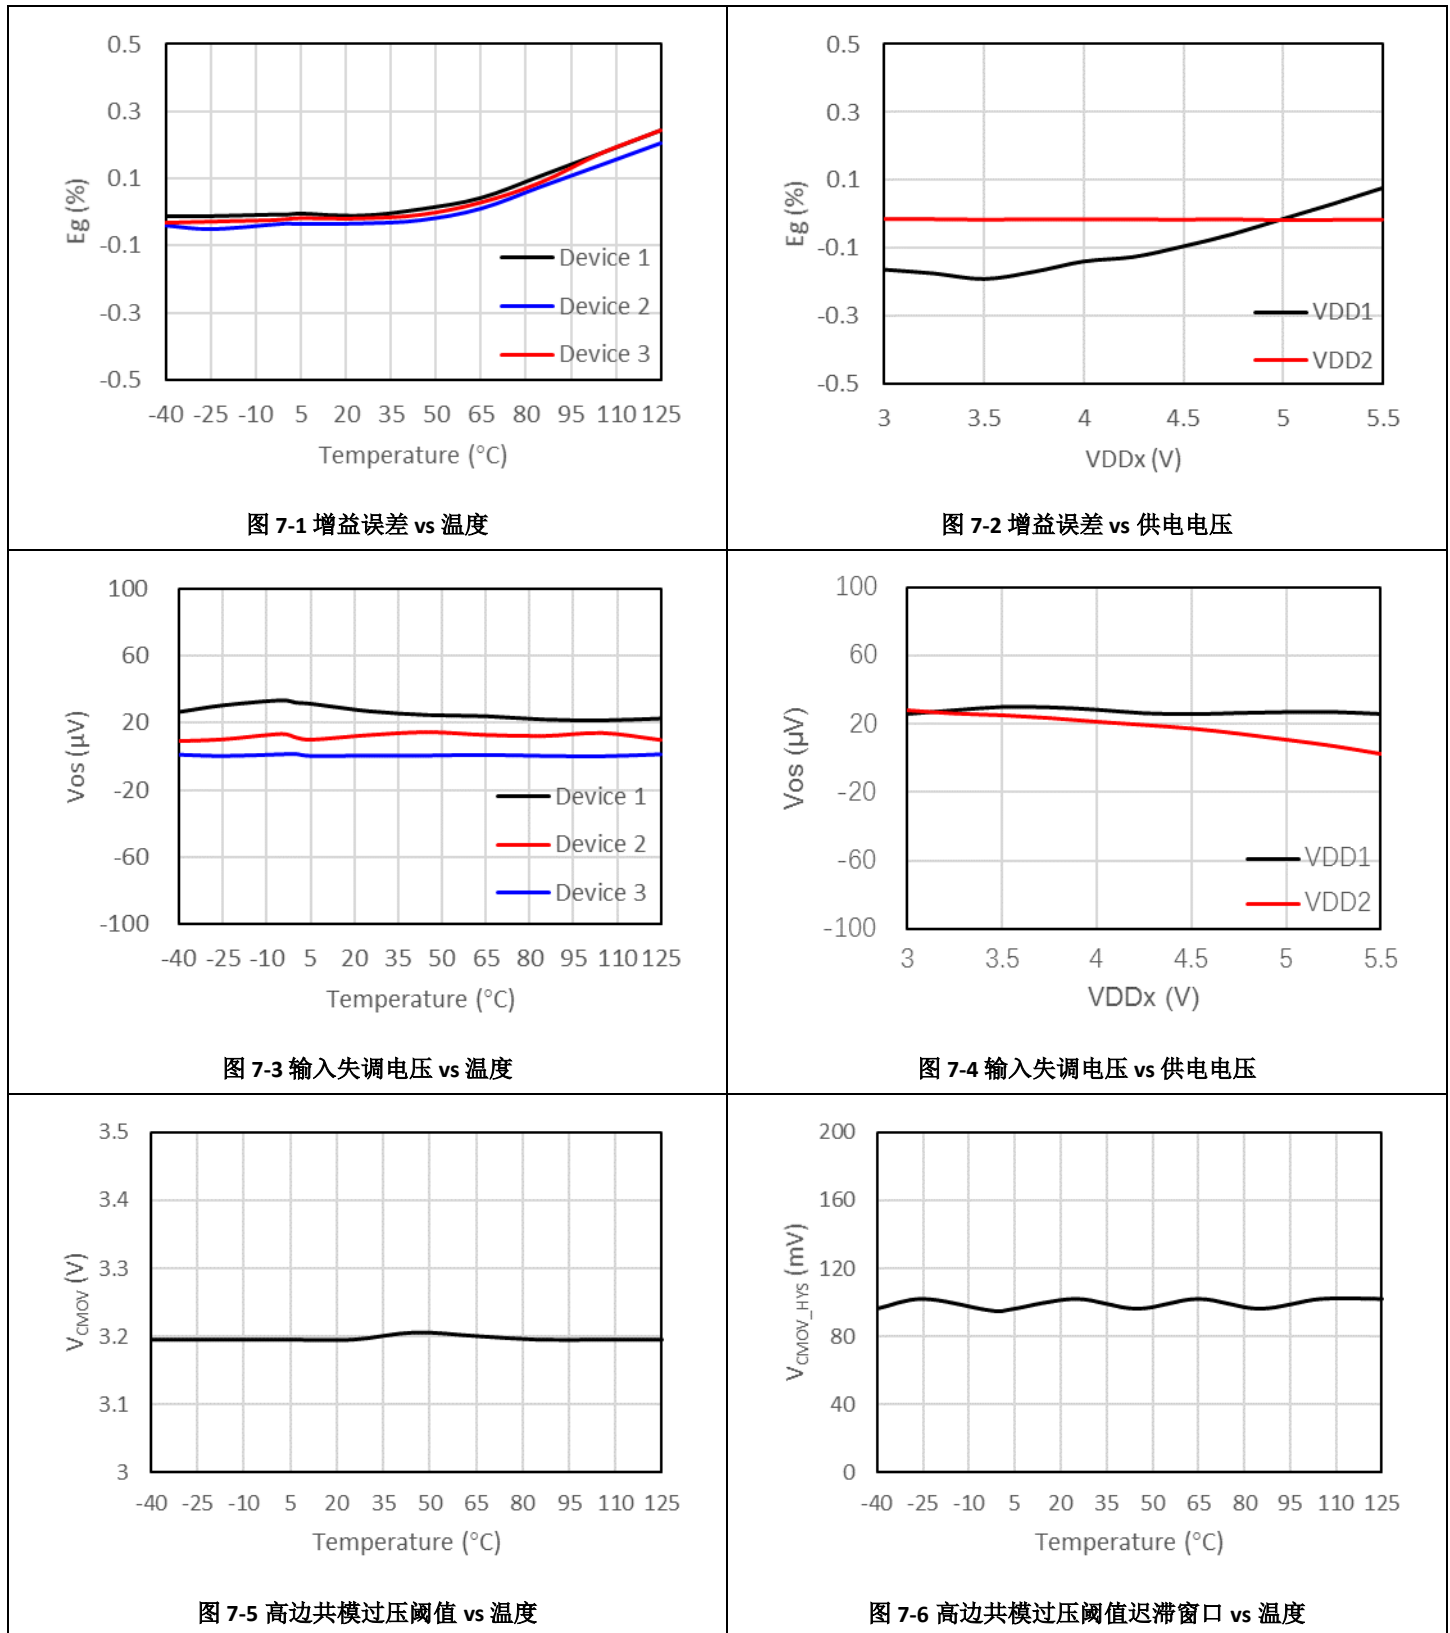 0.5
0.3
0.1
-0.1
-0.3
-0.5
Eg (%)
Device 1
Device 2
Device 3
-40 -25 -10 5 20 35 50 65 80 95 110 125
Temperature (°C)
图 7-1 增益误差 vs 温度
0.5
0.3
0.1
-0.1
-0.3
-0.5
Eg (%)
VDD1
VDD2
3 3.5 4 4.5 5 5.5
VDDx (V)
图 7-2 增益误差 vs 供电电压
100
60
20
-20
-60
-100
Vos (µV)
Device 1
Device 2
Device 3
-40 -25 -10 5 20 35 50 65 80 95 110 125
Temperature (°C)
图 7-3 输入失调电压 vs 温度
100
60
20
-20
-60
-100
Vos (µV)
VDD1
VDD2
3 3.5 4 4.5 5 5.5
VDDx (V)
图 7-4 输入失调电压 vs 供电电压
3.5
3.4
3.3
3.2
3.1
3
VCMOV (V)
-40 -25 -10 5 20 35 50 65 80 95 110 125
Temperature (°C)
图 7-5 高边共模过压阈值 vs 温度
200
160
120
80
40
0
VCMOV_HYS (mV)
-40 -25 -10 5 20 35 50 65 80 95 110 125
Temperature (°C)
图 7-6 高边共模过压阈值迟滞窗口 vs 温度